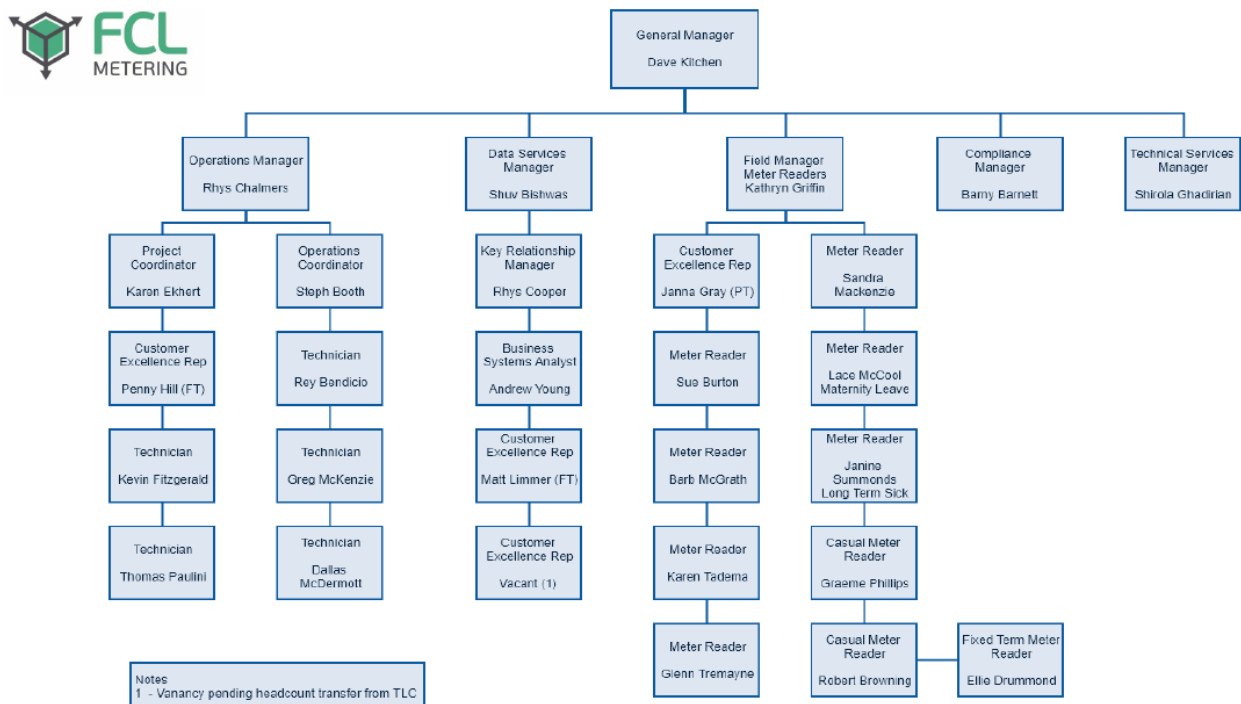 FCL
METERING
General Manager
Dave Kitchen
Operations Manager
Rhys Chalmers
Data Services
Manager
Shuv Bishwas
Field Manager
Meter Readers
Kathryn Griffin
Compliance
Manager
Barny Barnett
Technical Services
Manager
Shirola Ghadirian
Project
Coordinator
Karen Ekhert
Operations
Coordinator
Steph Booth
Key Relationship
Manager
Rhys Cooper
Customer
Excellence Rep
Janna Gray (PT)
Meter Reader
Sandra
Mackenzie
Customer
Excellence Rep
Penny Hill (FT)
Technician
Rey Bendicio
Business
Systems Analyst
Andrew Young
Meter Reader
Sue Burton
Meter Reader
Lace McCool
Maternity Leave
Technician
Kevin Fitzgerald
Technician
Greg McKenzie
Customer
Excellence Rep
Matt Limmer (FT)
Meter Reader
Barb McGrath
Meter Reader
Janine
Summonds
Long Term Sick
Technician
Thomas Paulini
Technician
Dallas
McDermott
Customer
Excellence Rep
Vacant (1)
Meter Reader
Karen Tadema
Casual Meter
Reader
Graeme Phillips
Meter Reader
Glenn Tremayne
Casual Meter
Reader
Robert Browning
Fixed Term Meter
Reader
Ellie Drummond
Notes
1 - Vanancy pending headcount transfer from TLC